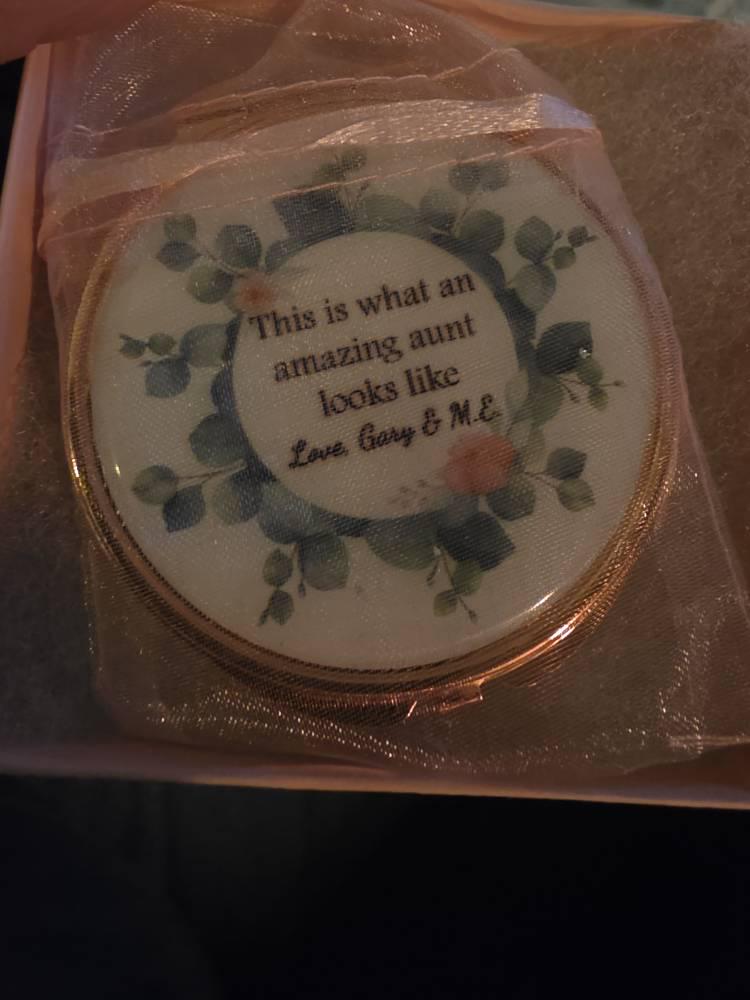 This is what an
amazing aunt
looks like
Love, Gary & M.E.